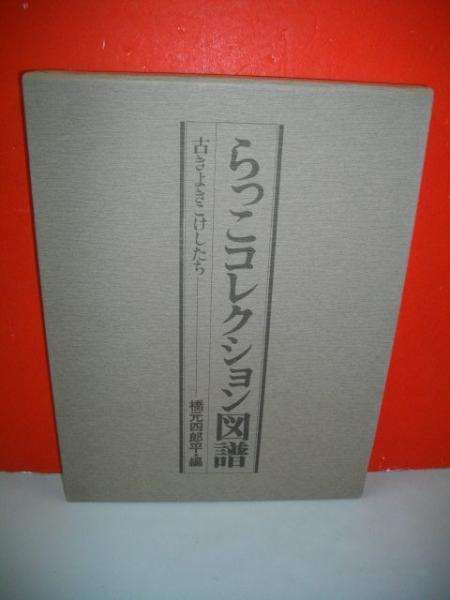 らっこコレクション図譜
古きよきこけしたち
橋元四郎平・編